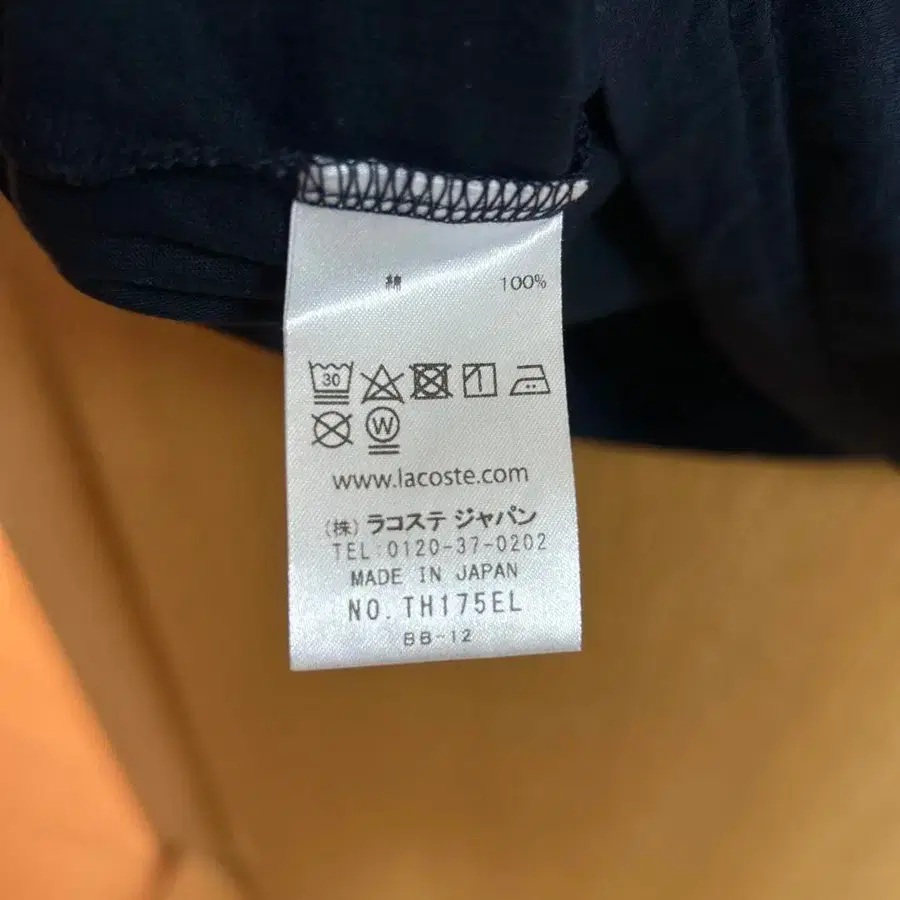 綿 100%
30
W
www.lacoste.com
(株) ラコステ ジャパン
TEL:0120-37-0202
MADE IN JAPAN
NO. TH175EL
BB-12